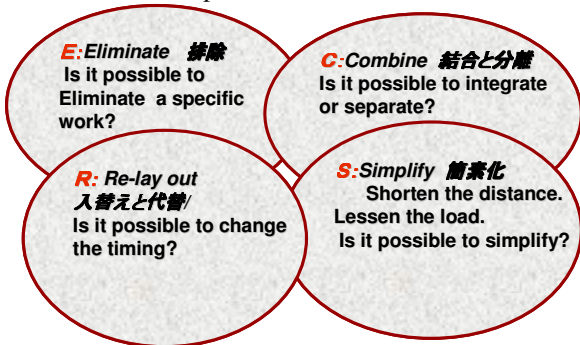 E:Eliminate 排除
Is it possible to
Eliminate a specific
work?
C:Combine 結合と分離
Is it possible to integrate
or separate?
R: Re-lay out
入替えと代替/
Is it possible to change
the timing?
S:Simplify 簡素化
Shorten the distance.
Lessen the load.
Is it possible to simplify?